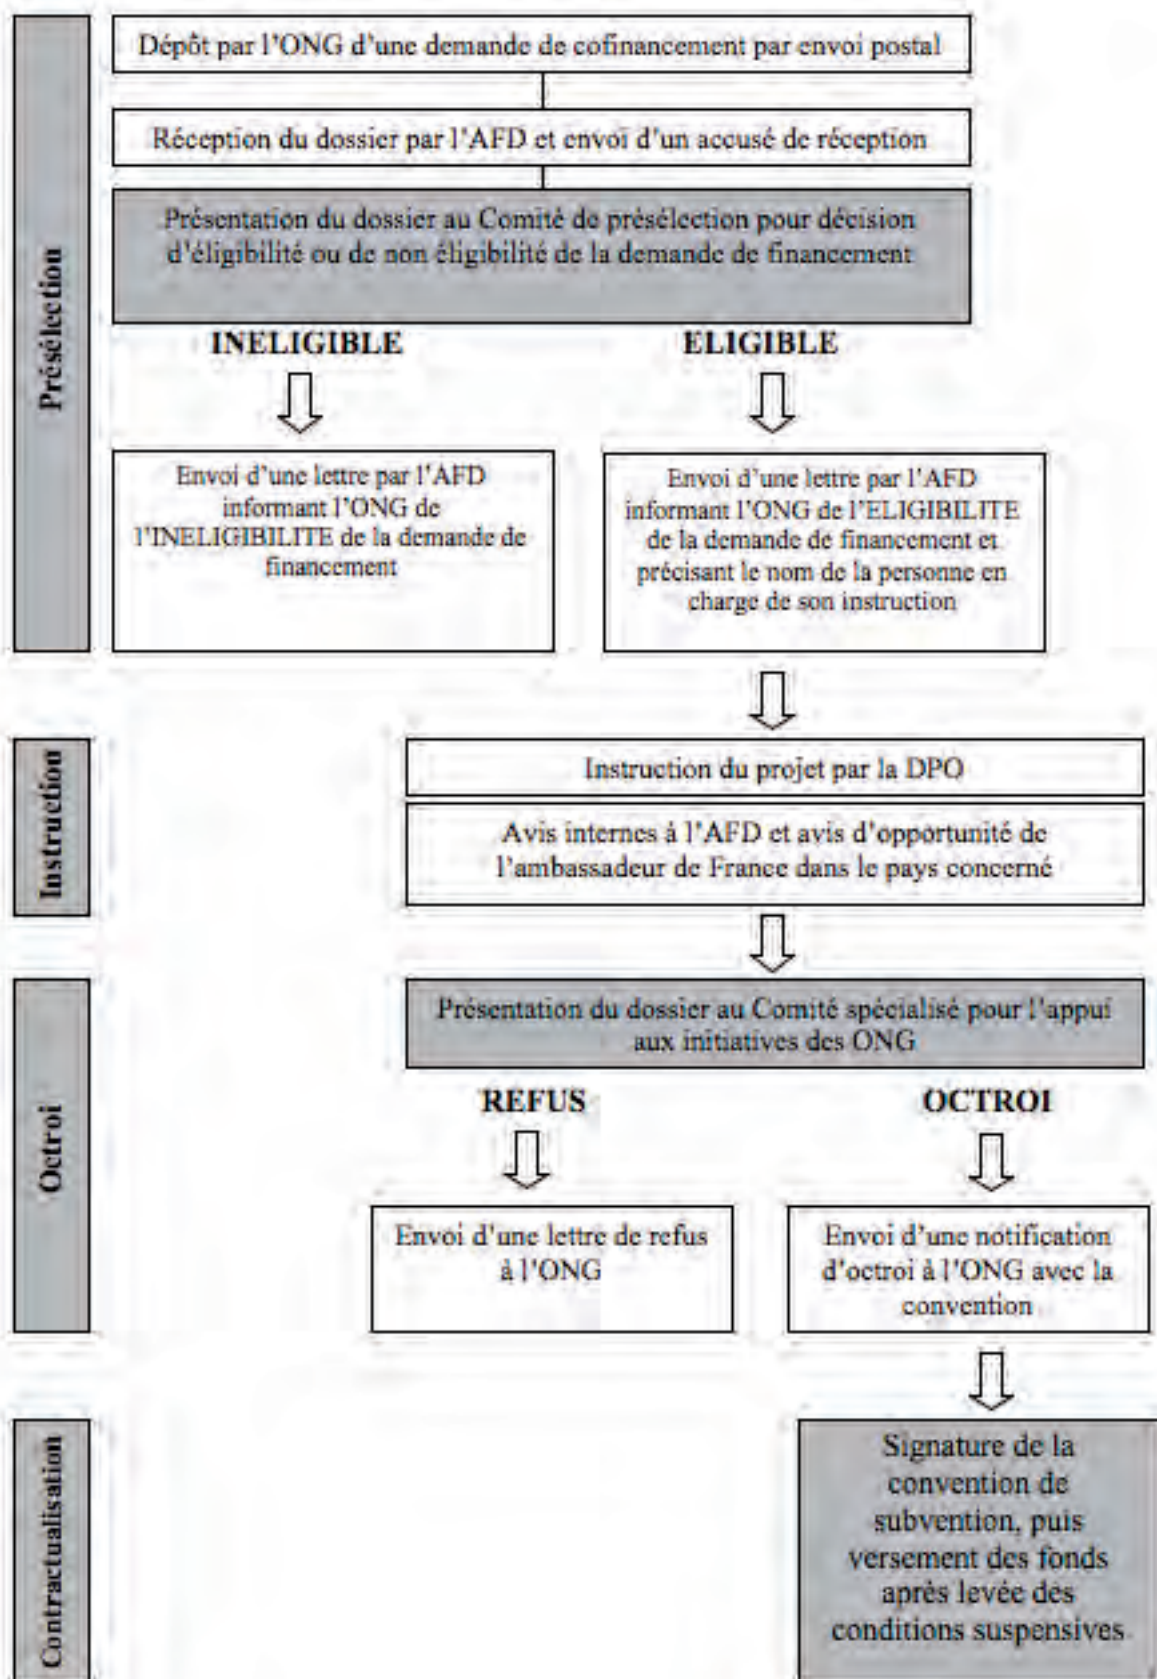 Présélection
Dépôt par l'ONG d'une demande de cofinancement par envoi postal
Réception du dossier par l'AFD et envoi d'un accusé de réception
Présentation du dossier au Comité de présélection pour décision
d'éligibilité ou de non éligibilité de la demande de financement
INELIGIBLE
ELIGIBLE
Envoi d'une lettre par l'AFD
informant l'ONG de
l'INELIGIBILITE de la demande de
financement
Envoi d'une lettre par l'AFD
informant l'ONG de l'ELIGIBILITE
de la demande de financement et
précisant le nom de la personne en
charge de son instruction
Instruction
Instruction du projet par la DPO
Avis internes à l'AFD et avis d'opportunité de
l'ambassadeur de France dans le pays concerné
Octroi
Présentation du dossier au Comité spécialisé pour l'appui
aux initiatives des ONG
REFUS
OCTROI
Envoi d'une lettre de refus
à l'ONG
Envoi d'une notification
d'octroi à l'ONG avec la
convention
Contractualisation
Signature de la
convention de
subvention, puis
versement des fonds
après levée des
conditions suspensives